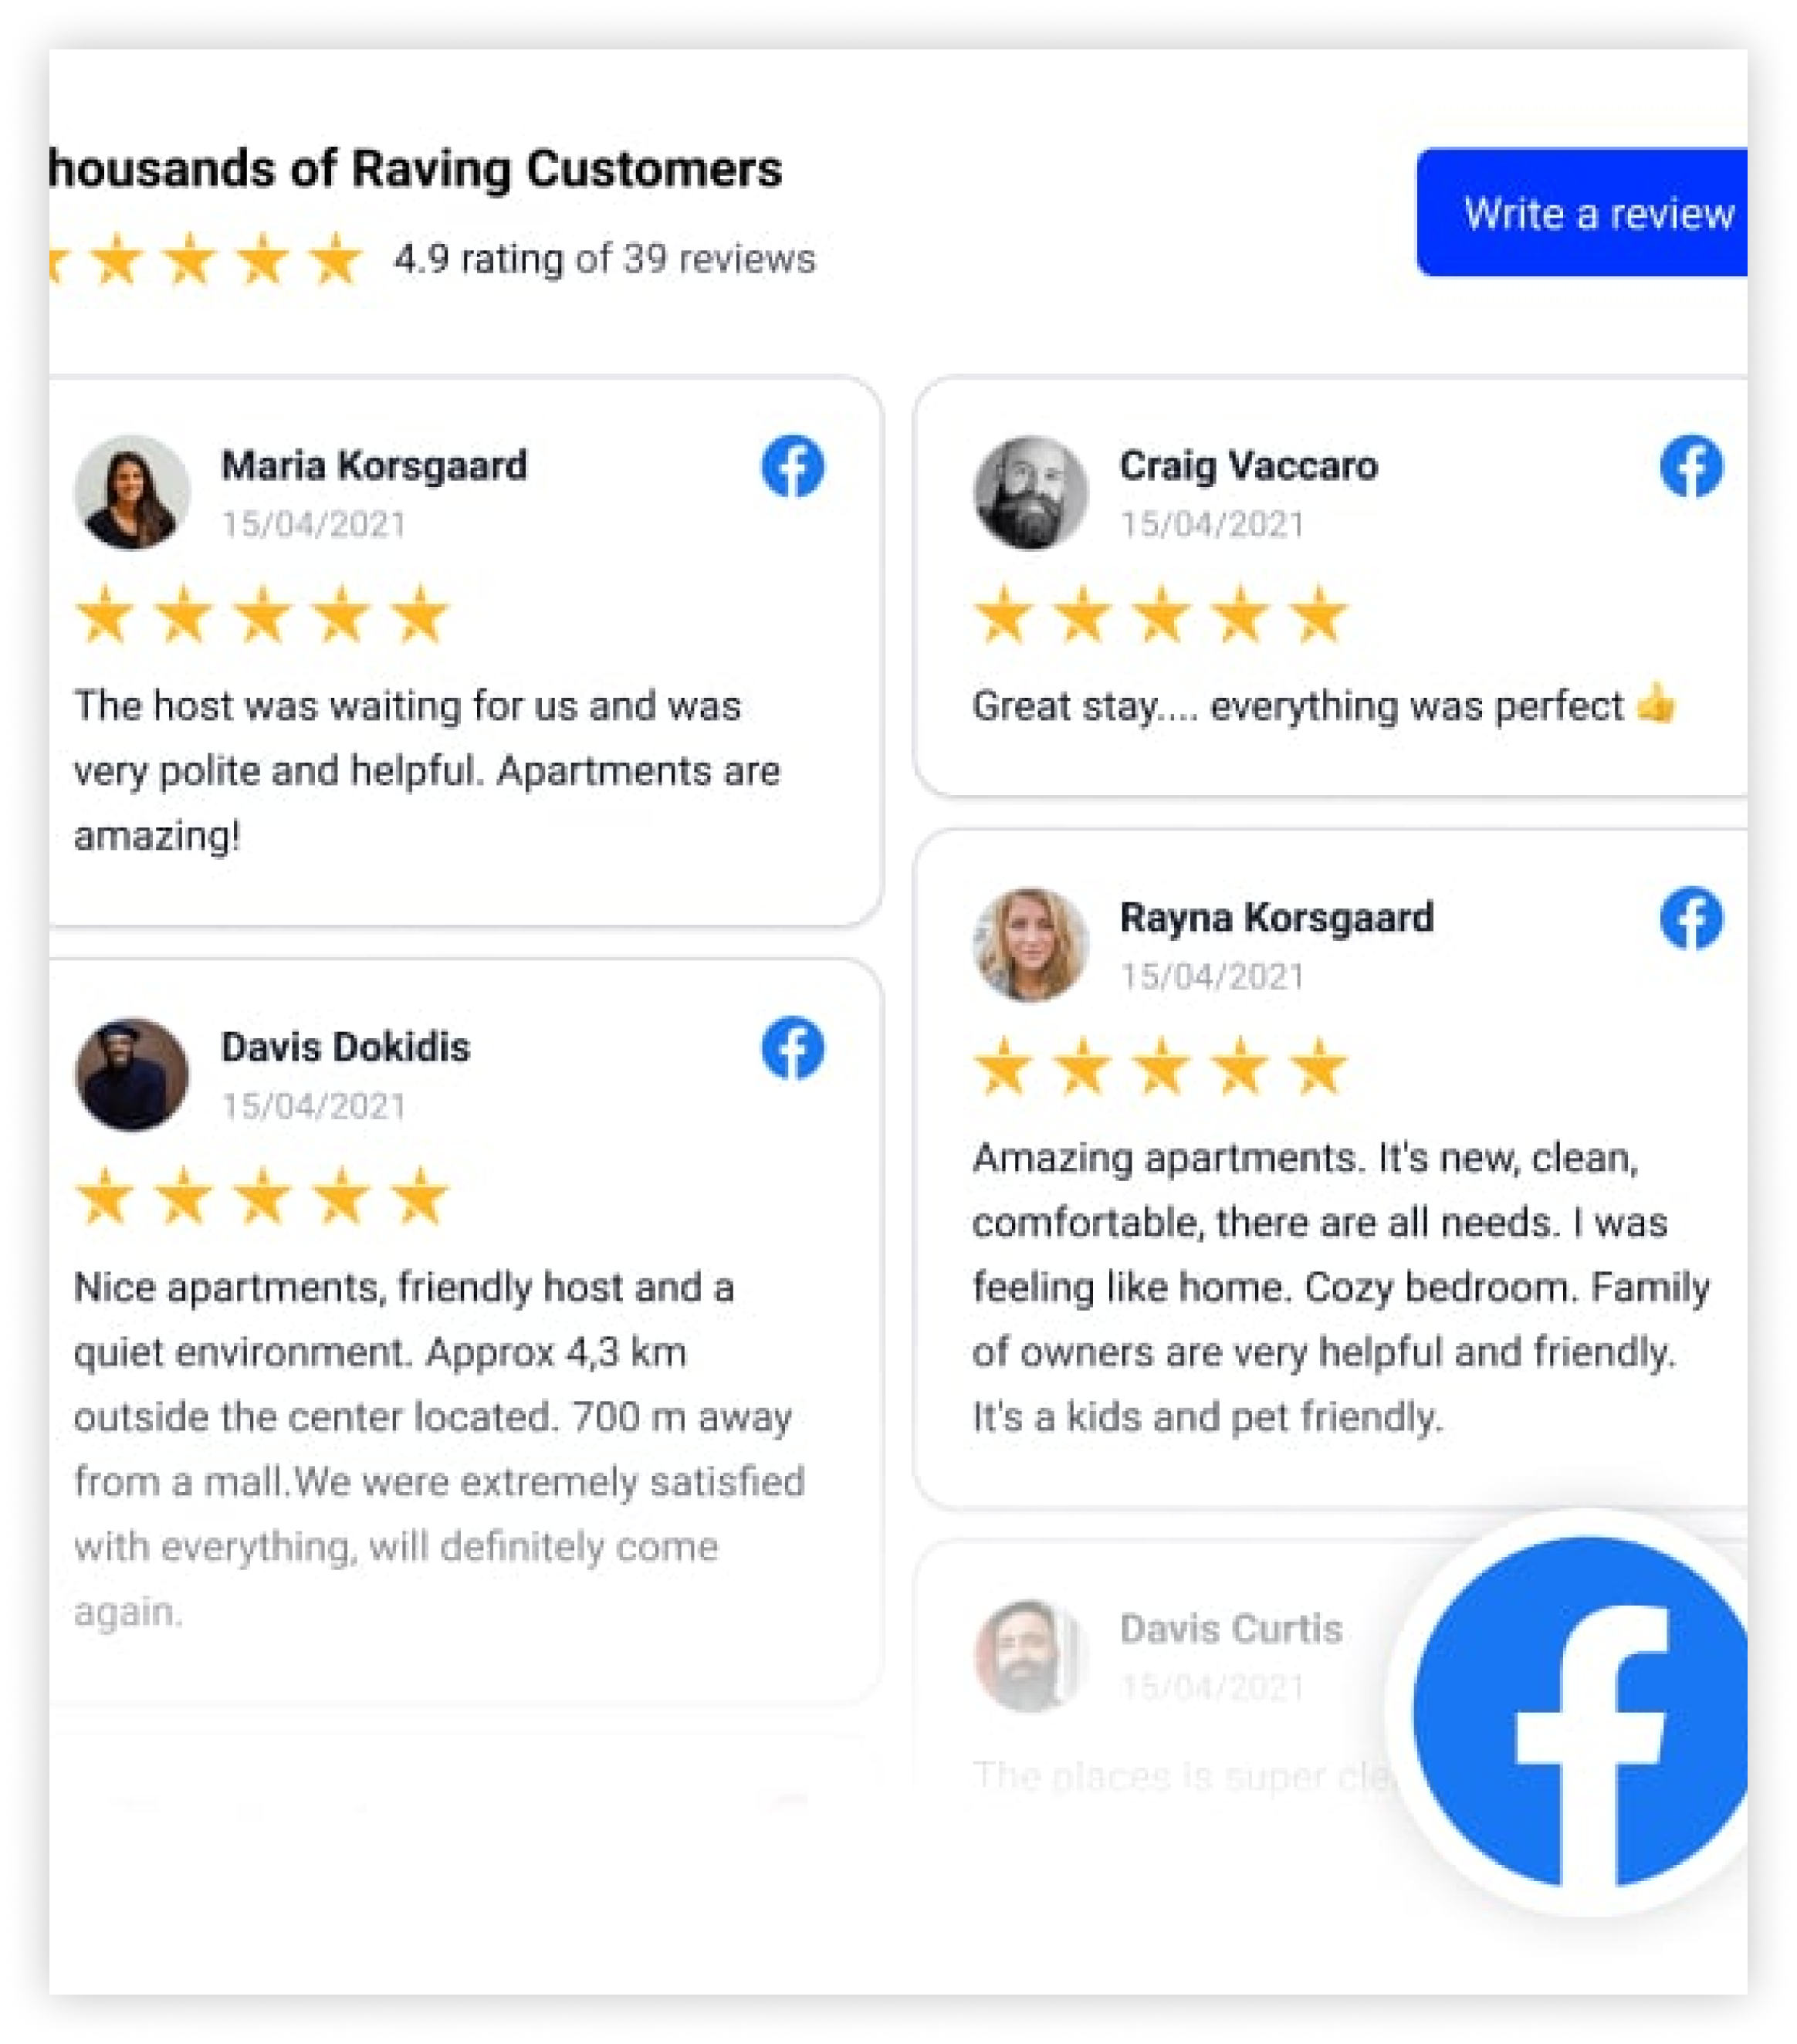 housands of Raving Customers
4.9 rating of 39 reviews
Write a review
Maria Korsgaard
15/04/2021
The host was waiting for us and was
very polite and helpful. Apartments are
amazing!
Davis Dokidis
15/04/2021
Nice apartments, friendly host and a
quiet environment. Approx 4,3 km
outside the center located. 700 m away
from a mall.We were extremely satisfied
with everything, will definitely come
again.
Craig Vaccaro
15/04/2021
Great stay.... everything was perfect 👍
Rayna Korsgaard
15/04/2021
Amazing apartments. It's new, clean,
comfortable, there are all needs. I was
feeling like home. Cozy bedroom. Family
of owners are very helpful and friendly.
It's a kids and pet friendly.
Davis Curtis
15/04/2021
The places is super